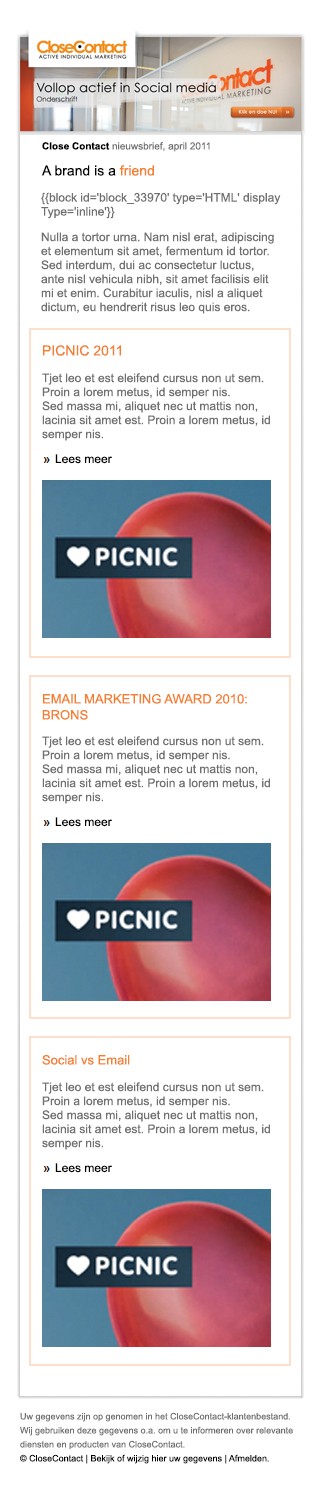 CloseContact
ACTIVE INDIVIDUAL MARKETING
Vollop actief in Social media
Onderschrift
ontact
ACTIVE INDIVIDUAL MARKETING
Klik en doe NU! »
Close Contact nieuwsbrief, april 2011
A brand is a friend
{{block id='block_33970' type='HTML' display
Type='inline'}}
Nulla a tortor urna. Nam nisl erat, adipiscing
et elementum sit amet, fermentum id tortor.
Sed interdum, dui ac consectetur luctus,
ante nisl vehicula nibh, sit amet facilisis elit
mi et enim. Curabitur iaculis, nisl a aliquet
dictum, eu hendrerit risus leo quis eros.
PICNIC 2011
Tjet leo et est eleifend cursus non ut sem.
Proin a lorem metus, id semper nis.
Sed massa mi, aliquet nec ut mattis non,
lacinia sit amet est. Proin a lorem metus, id
semper nis.
» Lees meer
PICNIC
EMAIL MARKETING AWARD 2010:
BRONS
Tjet leo et est eleifend cursus non ut sem.
Proin a lorem metus, id semper nis.
Sed massa mi, aliquet nec ut mattis non,
lacinia sit amet est. Proin a lorem metus, id
semper nis.
» Lees meer
PICNIC
Social vs Email
Tjet leo et est eleifend cursus non ut sem.
Proin a lorem metus, id semper nis.
Sed massa mi, aliquet nec ut mattis non,
lacinia sit amet est. Proin a lorem metus, id
semper nis.
» Lees meer
PICNIC
Uw gegevens zijn op genomen in het CloseContact-klantenbestand.
Wij gebruiken deze gegevens o.a. om u te informeren over relevante
diensten en producten van CloseContact.
© CloseContact | Bekijk of wijzig hier uw gegevens | Afmelden.